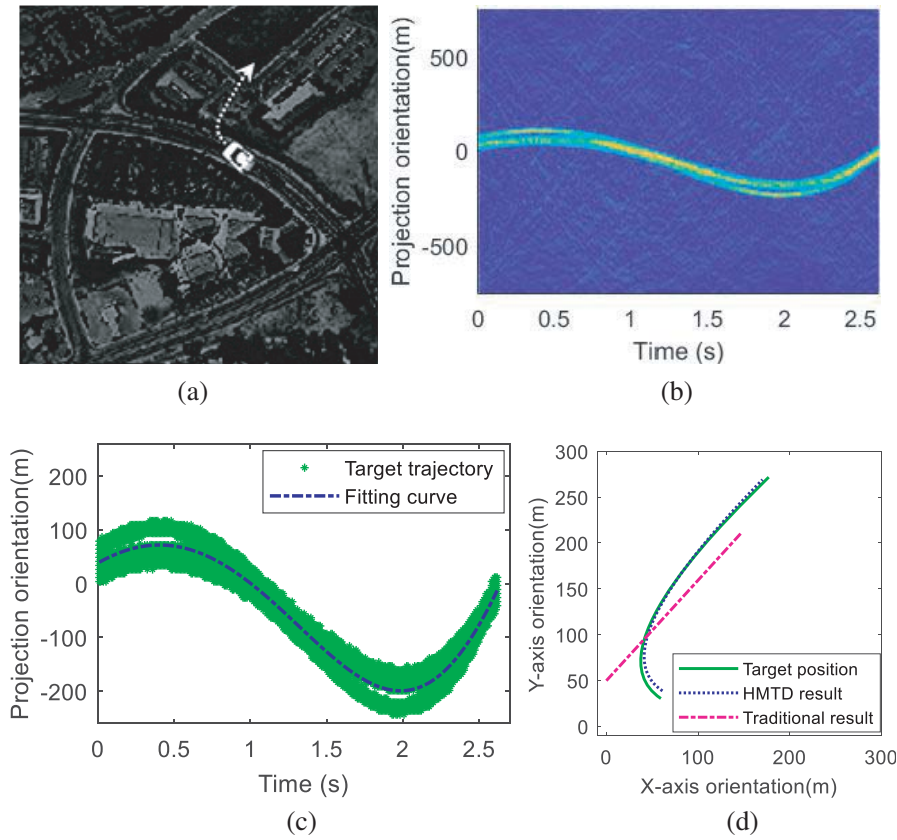 (a)
Projection orientation(m)
500
0
-500
0
0.5
1
1.5
2
2.5
Time (s)
(b)
Projection orientation(m)
200
100
0
-100
-200
0
0.5
1
1.5
2
2.5
Time (s)
Target trajectory
Fitting curve
(c)
Y-axis orientation(m)
300
250
200
150
100
50
0
0
100
200
300
X-axis orientation(m)
Target position
HMTD result
Traditional result
(d)